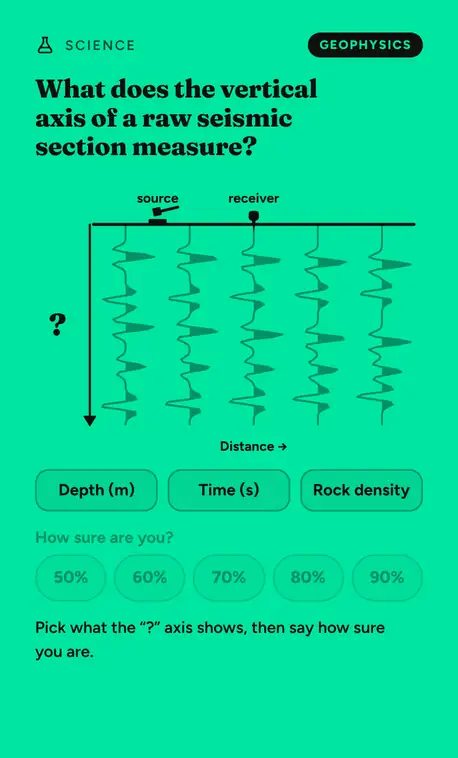 SCIENCE
GEOPHYSICS
What does the vertical
axis of a raw seismic
section measure?
source
receiver
?
Distance →
Depth (m)
Time (s)
Rock density
How sure are you?
50%
60%
70%
80%
90%
Pick what the “?” axis shows, then say how sure
you are.